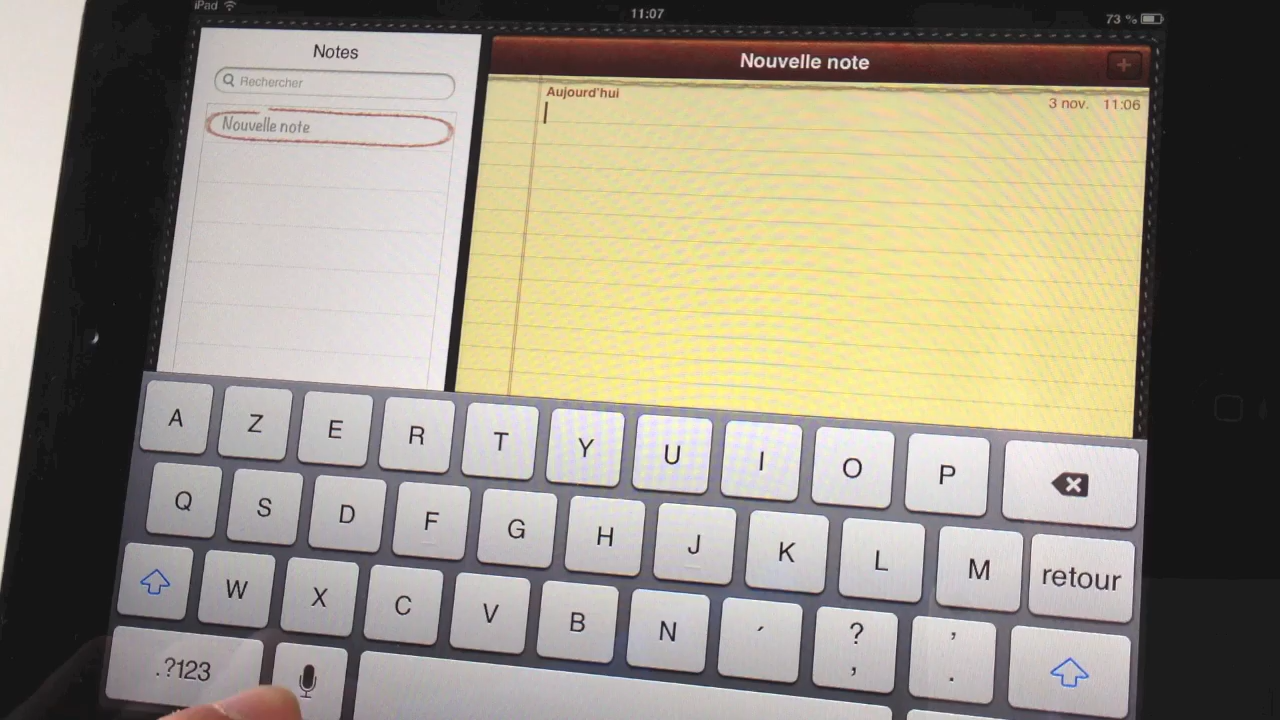 iPad 11:07 73 %
Notes
Rechercher
Nouvelle note
Nouvelle note
+
Aujourd'hui 3 nov. 11:06
A Z E R T Y U I O P
Q S D F G H J K L M retour
W X C V B N ´ ? , ' .
.?123